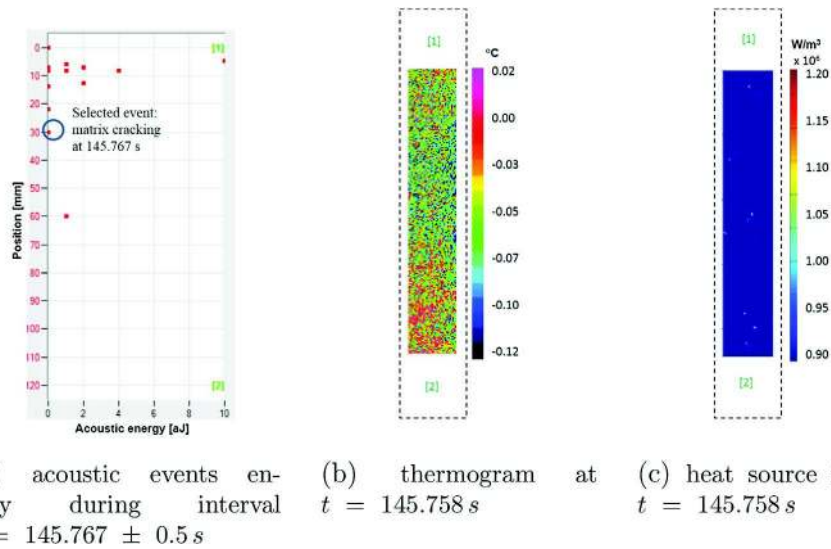 [1]
0
10
20
30
40
50
60
70
80
90
100
110
120
Position [mm]
Selected event:
matrix cracking
at 145.767 s
[2]
0
2
4
6
8
10
Acoustic energy [aJ]
[1]
[2]
°C
0.02
0.00
-0.03
-0.05
-0.07
-0.10
-0.12
[1]
[2]
W/m³
x 10⁶
1.20
1.15
1.10
1.05
1.00
0.95
0.90
acoustic events en-
y during interval
= 145.767 ± 0.5 s
(b) thermogram at
t = 145.758 s
(c) heat source
t = 145.758 s